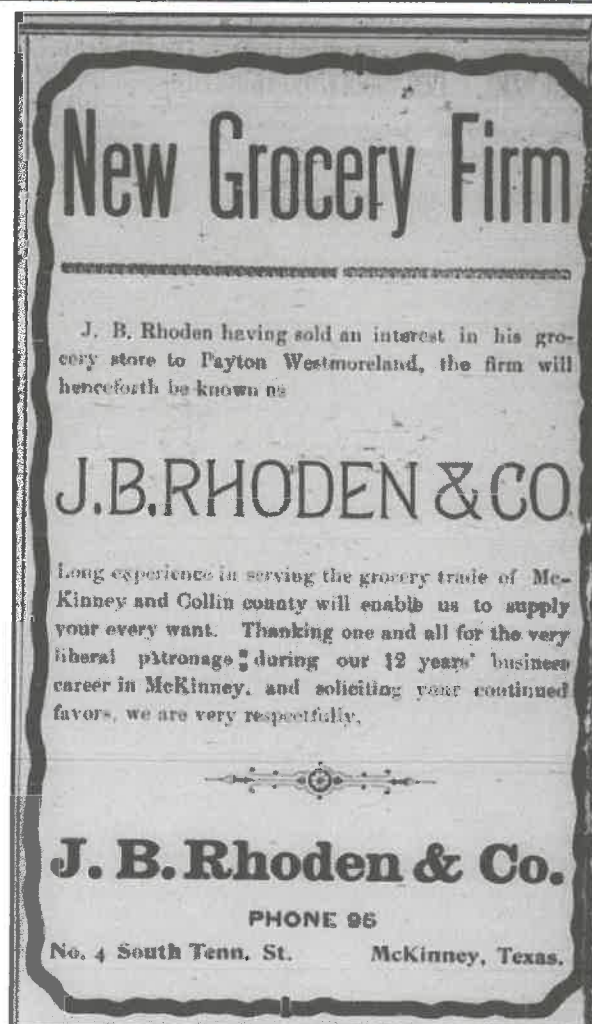 New Grocery Firm
J. B. Rhoden having sold an interest in his gro-
cery store to Payton Westmoreland, the firm will
henceforth be known as
J.B.RHODEN & CO
Long experience in serving the grocery trade of Mc-
Kinney and Collin county will enable us to supply
your every want. Thanking one and all for the very
liberal patronage during our 12 years' business
career in McKinney, and soliciting your continued
favors, we are very respectfully,
J. B. Rhoden & Co.
PHONE 95
No. 4 South Tenn. St. McKinney, Texas.